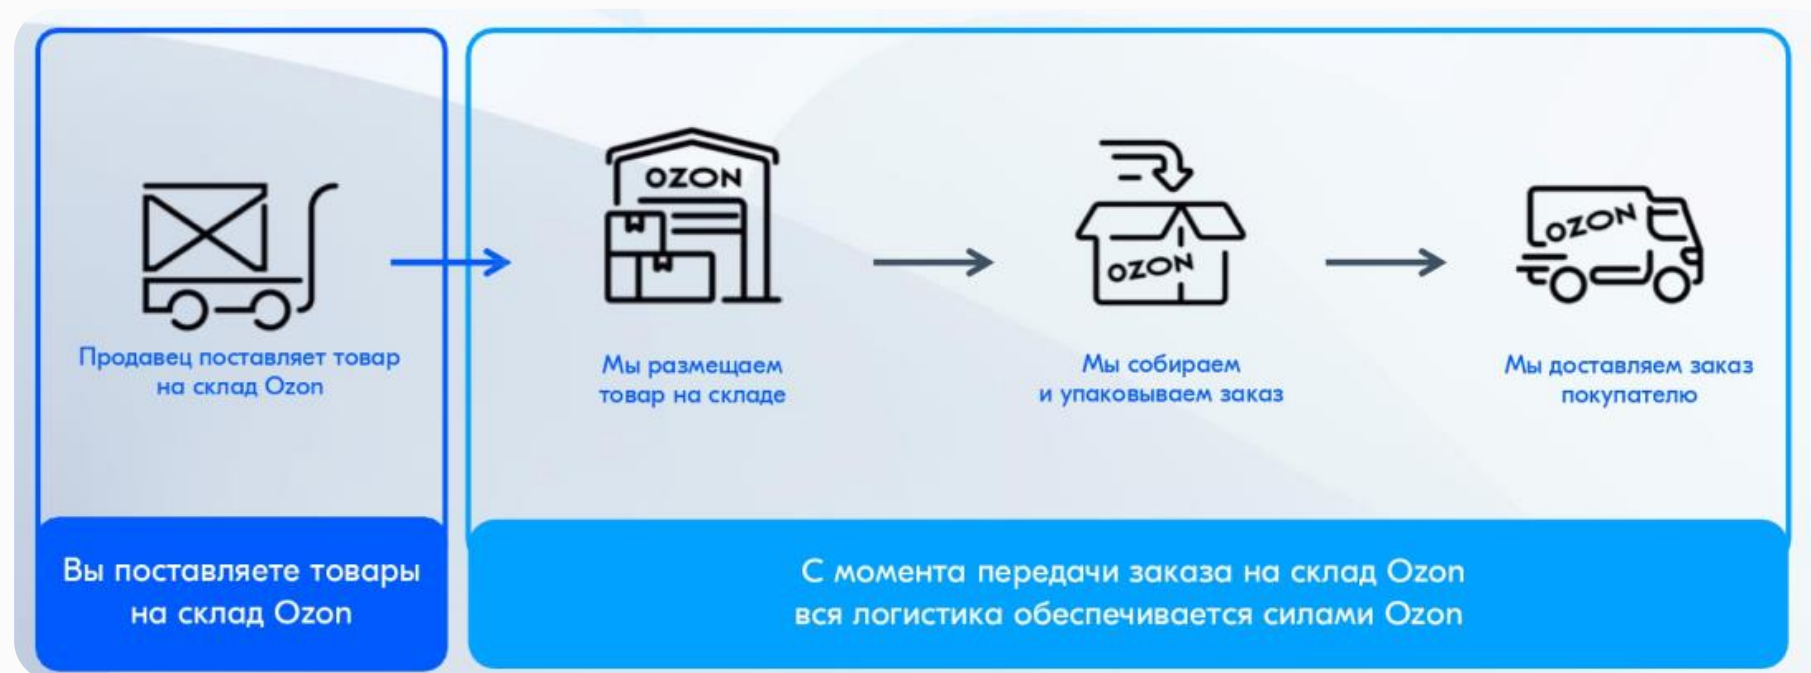 OZON
OZON
OZON
Продавец поставляет товар
на склад Ozon
Мы размещаем
товар на складе
Мы собираем
и упаковываем заказ
Мы доставляем заказ
покупателю
Вы поставляете товары
на склад Ozon
С момента передачи заказа на склад Ozon
вся логистика обеспечивается силами Ozon